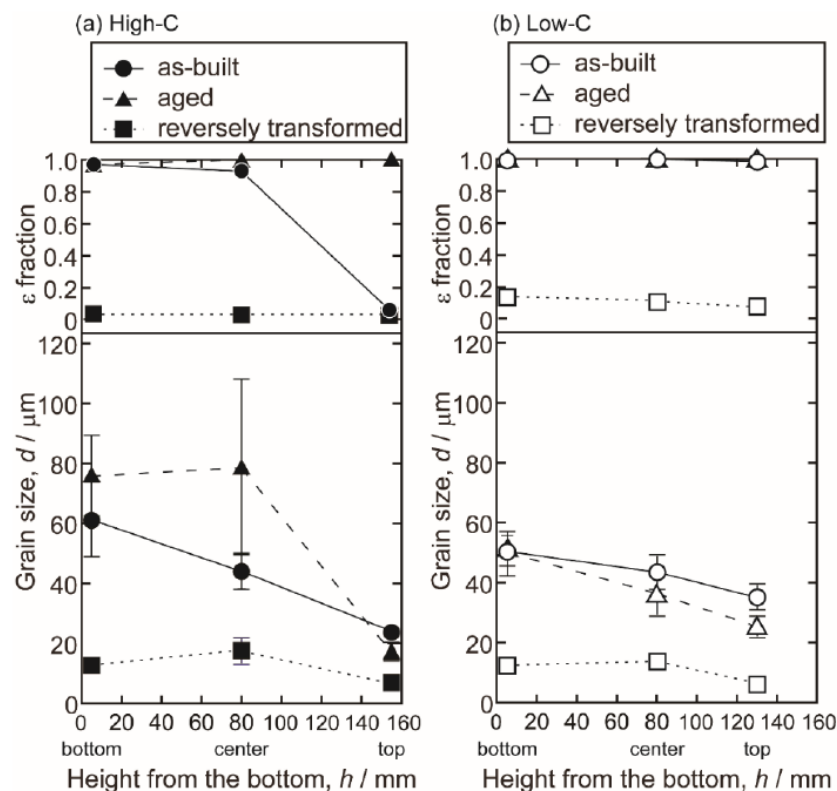 (a) High-C
as-built
aged
reversely transformed
1.0
0.8
0.6
0.4
0.2
0
ε fraction
120
100
80
60
40
20
0.0
Grain size, d / μm
0 20 40 60 80 100 120 140 160
bottom center top
Height from the bottom, h / mm
(b) Low-C
as-built
aged
reversely transformed
1.0
0.8
0.6
0.4
0.2
0
ε fraction
120
100
80
60
40
20
0.0
Grain size, d / μm
0 20 40 60 80 100 120 140 160
bottom center top
Height from the bottom, h / mm